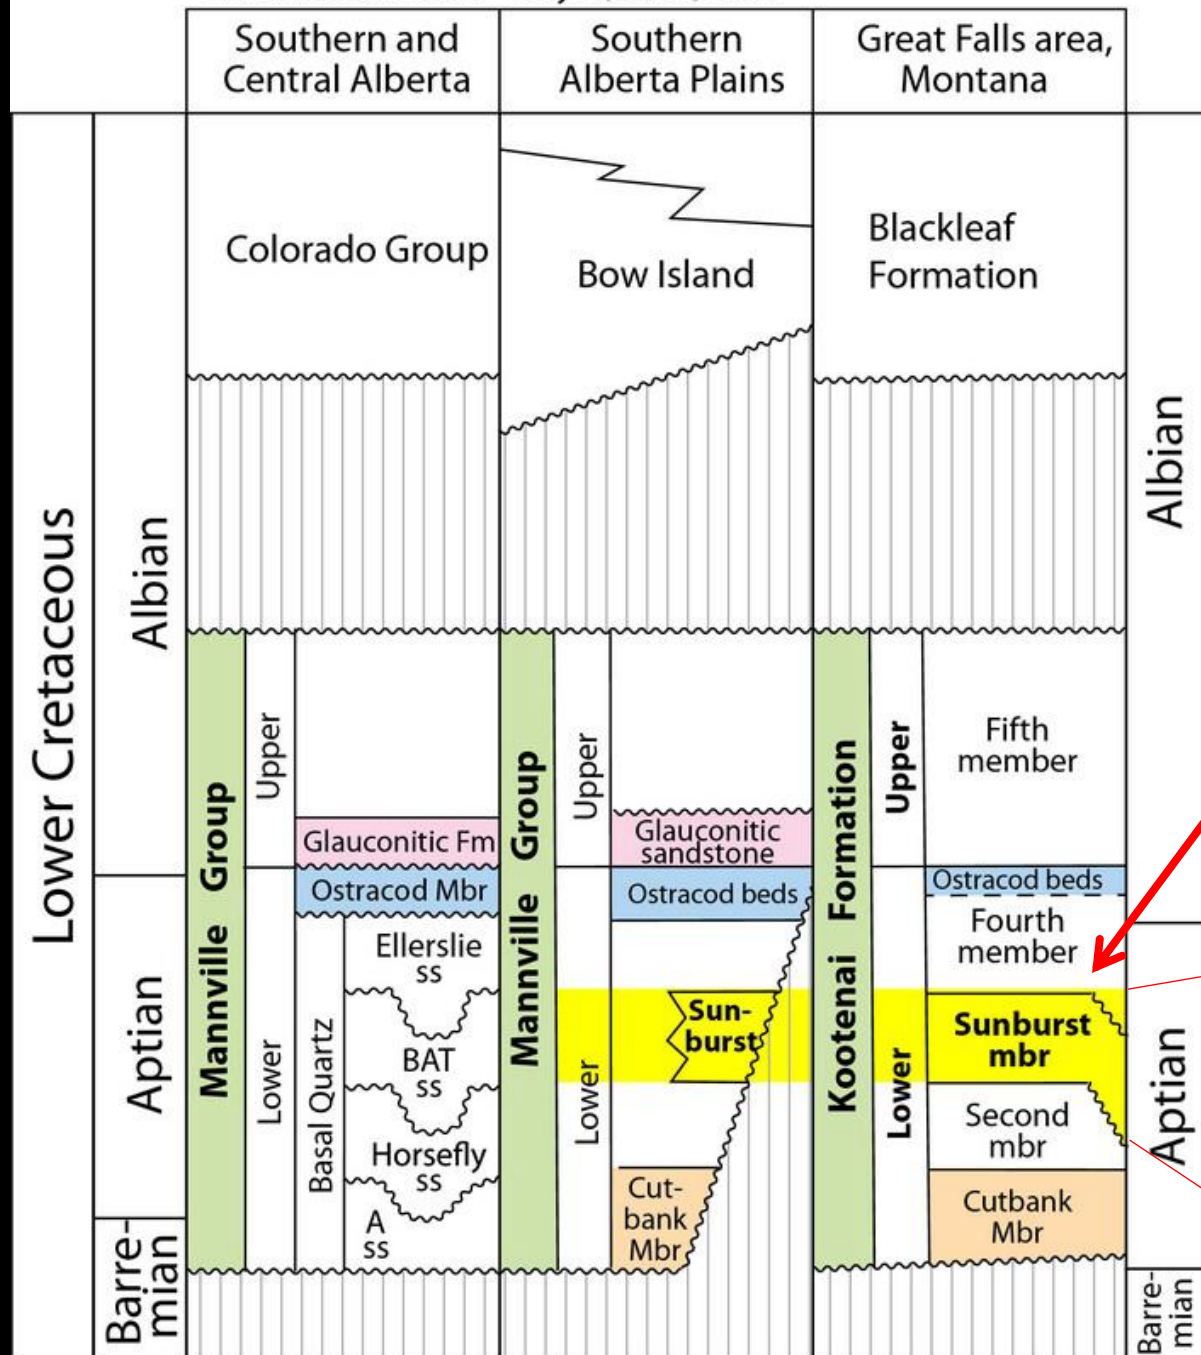 Southern and
Central Alberta
Southern
Alberta Plains
Great Falls area,
Montana
Lower Cretaceous
Albian
Aptian
Barre-
mian
Colorado Group
Bow Island
Blackleaf
Formation
Albian
Aptian
Barre-
mian
Mannville Group
Upper
Lower
Glauconitic Fm
Ostracod Mbr
Basal Quartz
Ellerslie
ss
BAT
ss
Horsefly
ss
A
ss
Mannville Group
Upper
Lower
Glauconitic
sandstone
Ostracod beds
Sun-
burst
Cut-
bank
Mbr
Kootenai Formation
Upper
Lower
Fifth
member
Ostracod beds
Fourth
member
Sunburst
mbr
Second
mbr
Cutbank
Mbr